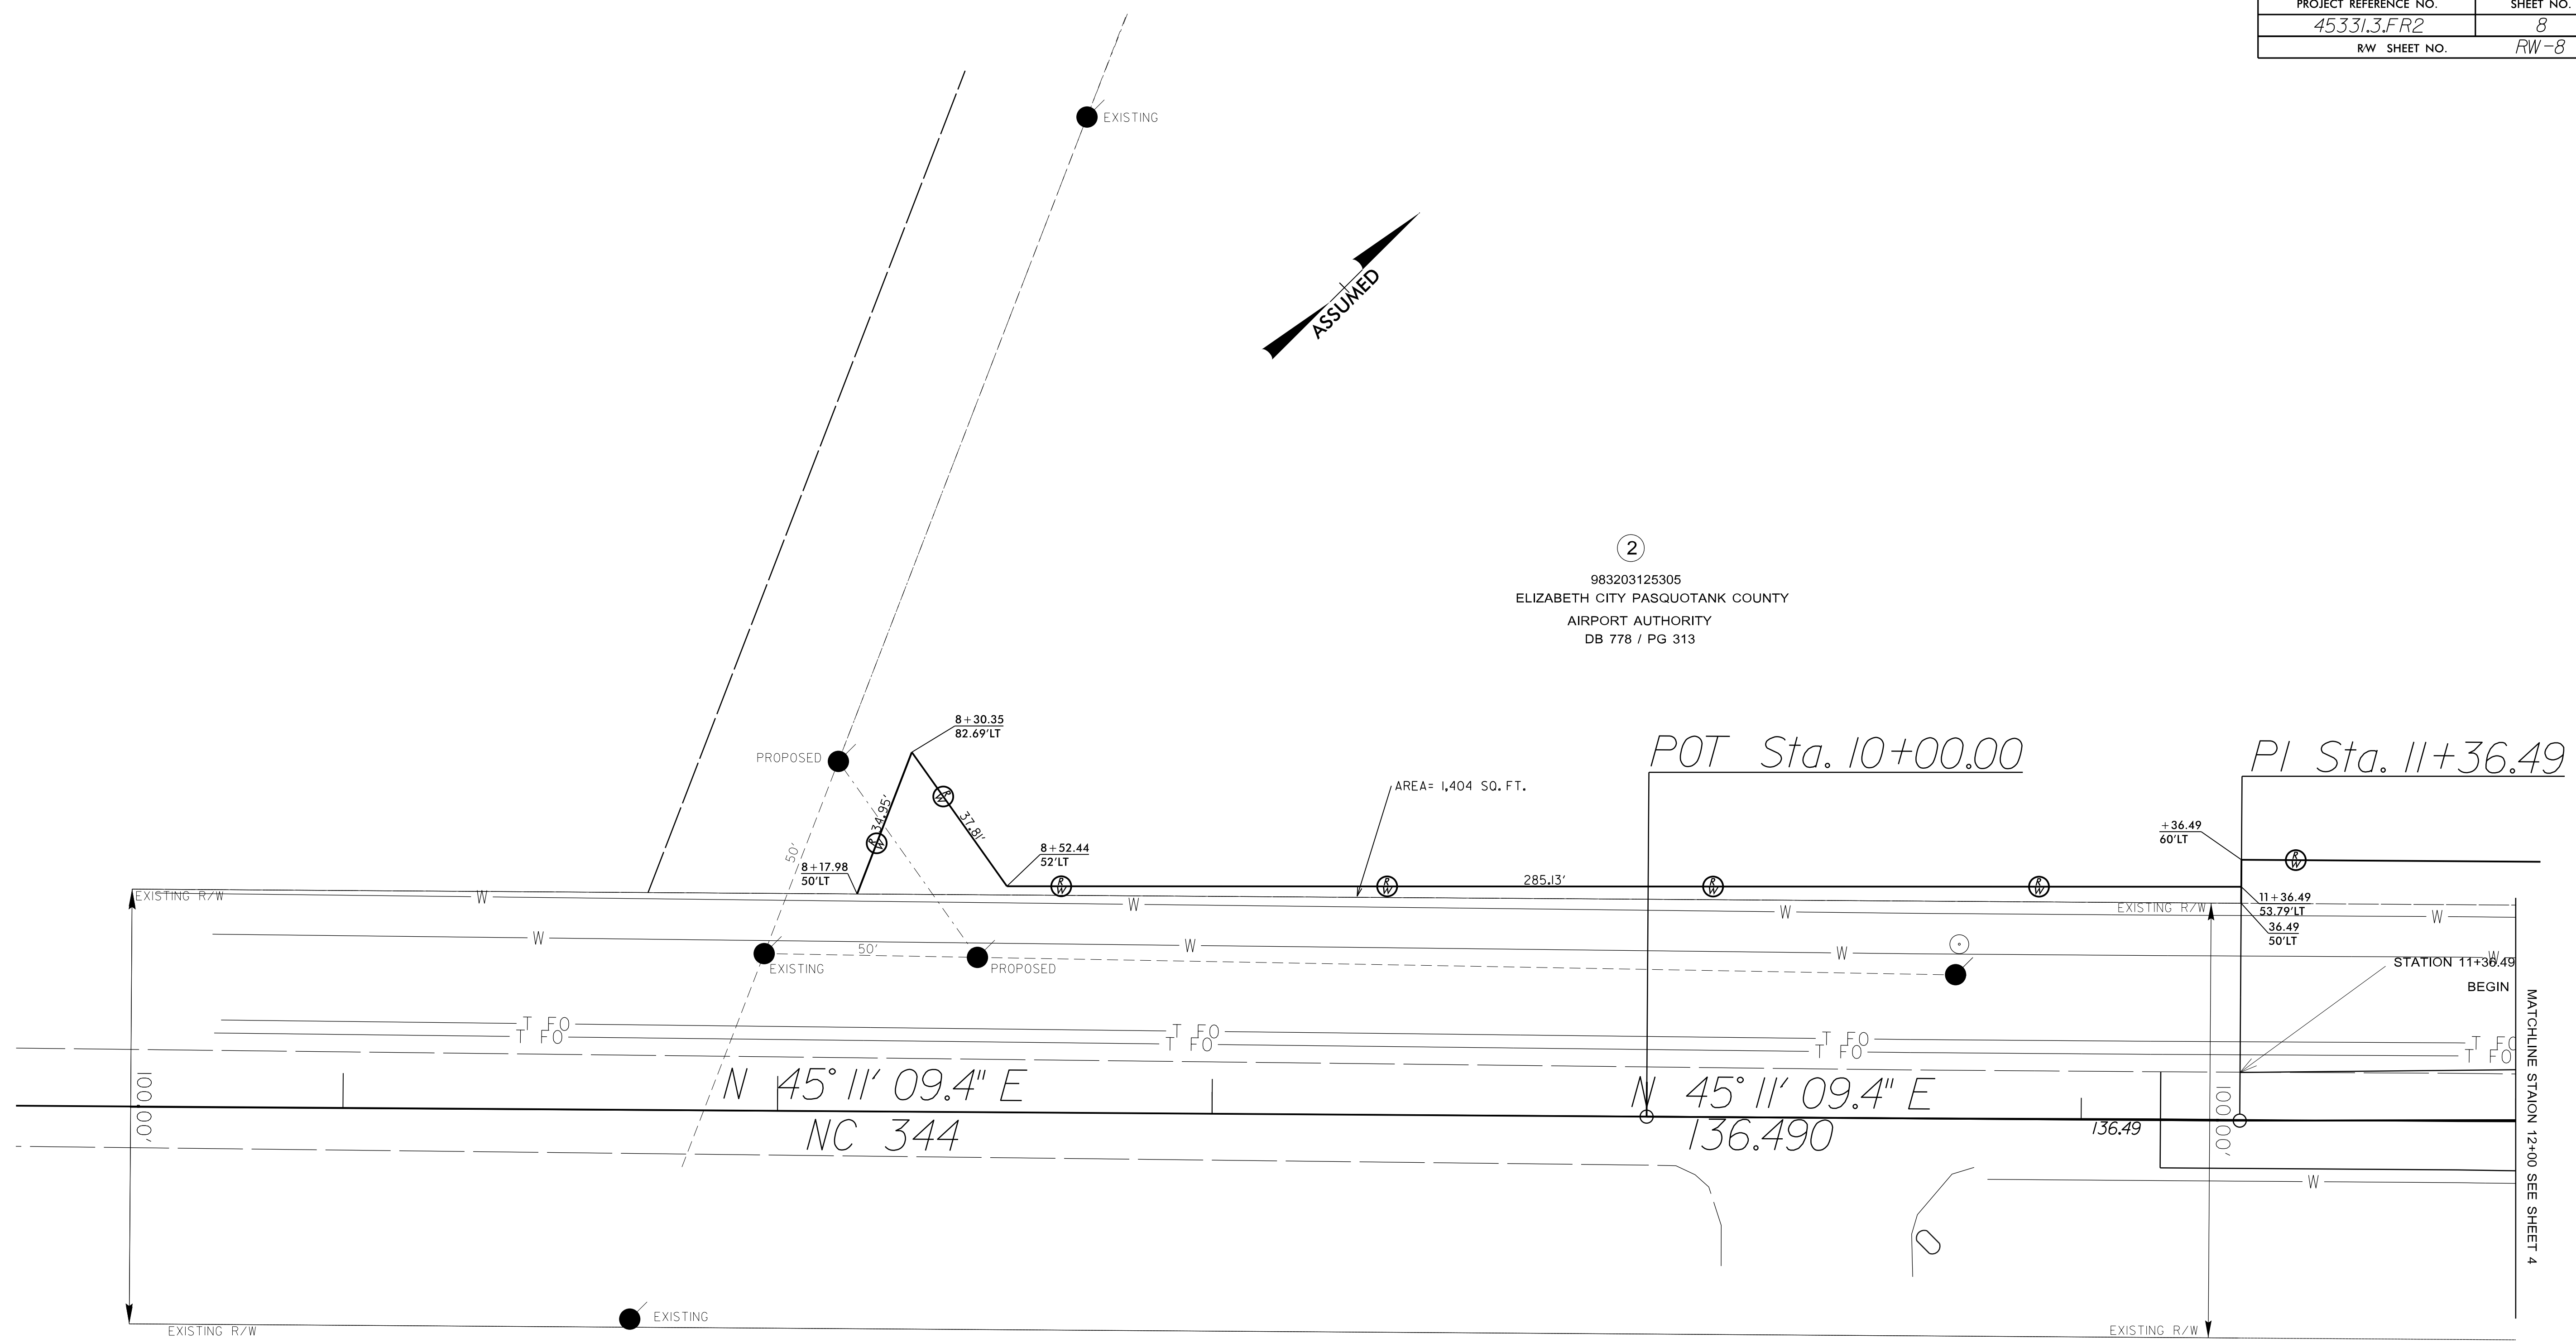 PROJECT REFERENCE NO.
SHEET NO.
45331.3.FR2
8
R/W SHEET NO.
RW-8
EXISTING
ASSUMED
2
983203125305
ELIZABETH CITY PASQUOTANK COUNTY
AIRPORT AUTHORITY
DB 778 / PG 313
8+30.35
82.69'LT
PROPOSED
POT Sta. 10+00.00
PI Sta. 11+36.49
AREA= 1,404 SQ. FT.
R/W
34.95'
R/W
37.81'
50'
8+17.98
50'LT
8+52.44
52'LT
+36.49
60'LT
R/W
R/W
R/W
285.13'
R/W
R/W
EXISTING R/W
W
W
W
EXISTING R/W
W
11+36.49
53.79'LT
36.49
50'LT
W
W
W
W
50'
EXISTING
PROPOSED
STATION 11+36.49
BEGIN
T FO
T FO
T FO
T FO
T FO
T FO
T FO
T FO
100.00'
N 45° 11' 09.4" E
N 45° 11' 09.4" E
NC 344
136.490
136.49
100.00'
MATCHLINE STAION 12+00 SEE SHEET 4
W
EXISTING
EXISTING R/W
EXISTING R/W